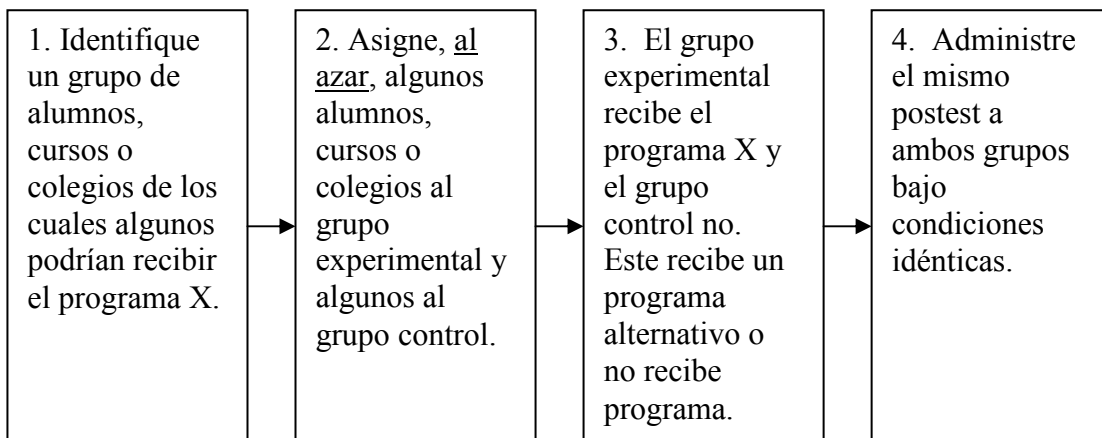 1. Identifique
un grupo de
alumnos,
cursos o
colegios de los
cuales algunos
podrían recibir
el programa X.
2. Asigne, al
azar, algunos
alumnos,
cursos o
colegios al
grupo
experimental y
algunos al
grupo control.
3. El grupo
experimental
recibe el
programa X y
el grupo
control no.
Este recibe un
programa
alternativo o
no recibe
programa.
4. Administre
el mismo
postest a
ambos grupos
bajo
condiciones
idénticas.